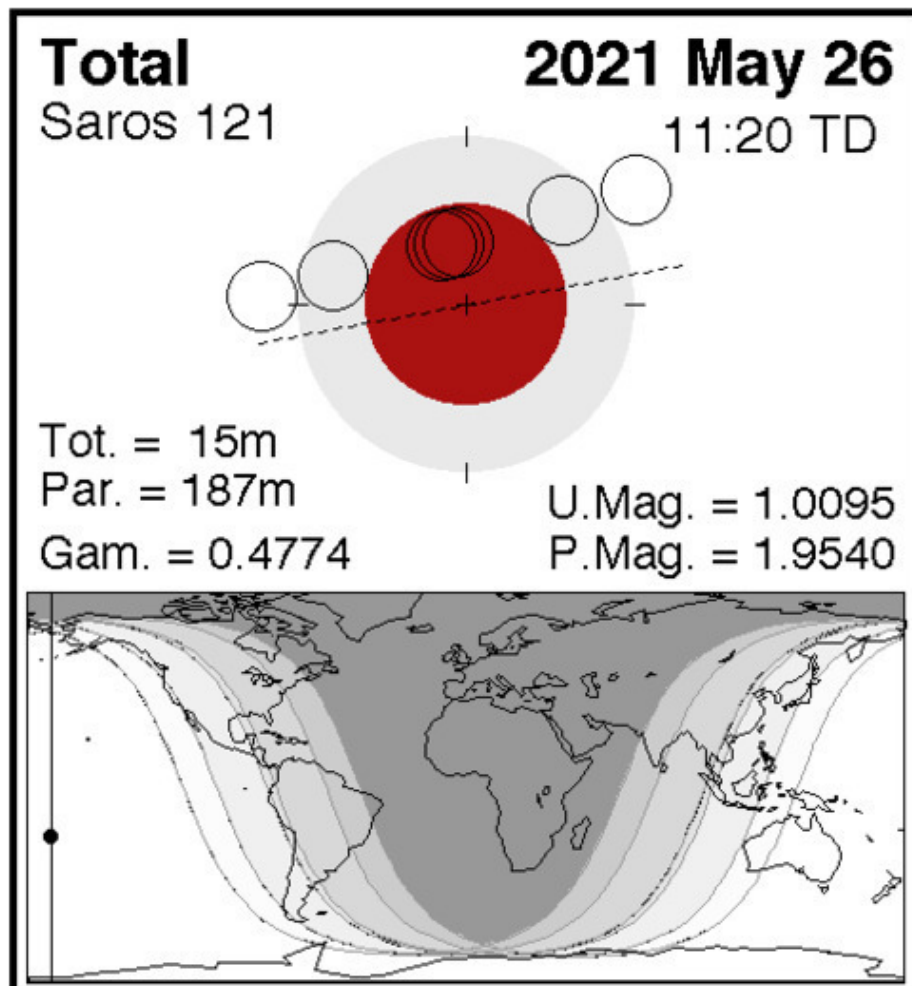 Total 2021 May 26
Saros 121 11:20 TD
Tot. = 15m
Par. = 187m U.Mag. = 1.0095
Gam. = 0.4774 P.Mag. = 1.9540